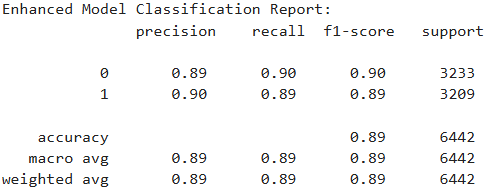 Enhanced Model Classification Report:
precision recall f1-score support
0 0.89 0.90 0.90 3233
1 0.90 0.89 0.89 3209
accuracy 0.89 6442
macro avg 0.89 0.89 0.89 6442
weighted avg 0.89 0.89 0.89 6442